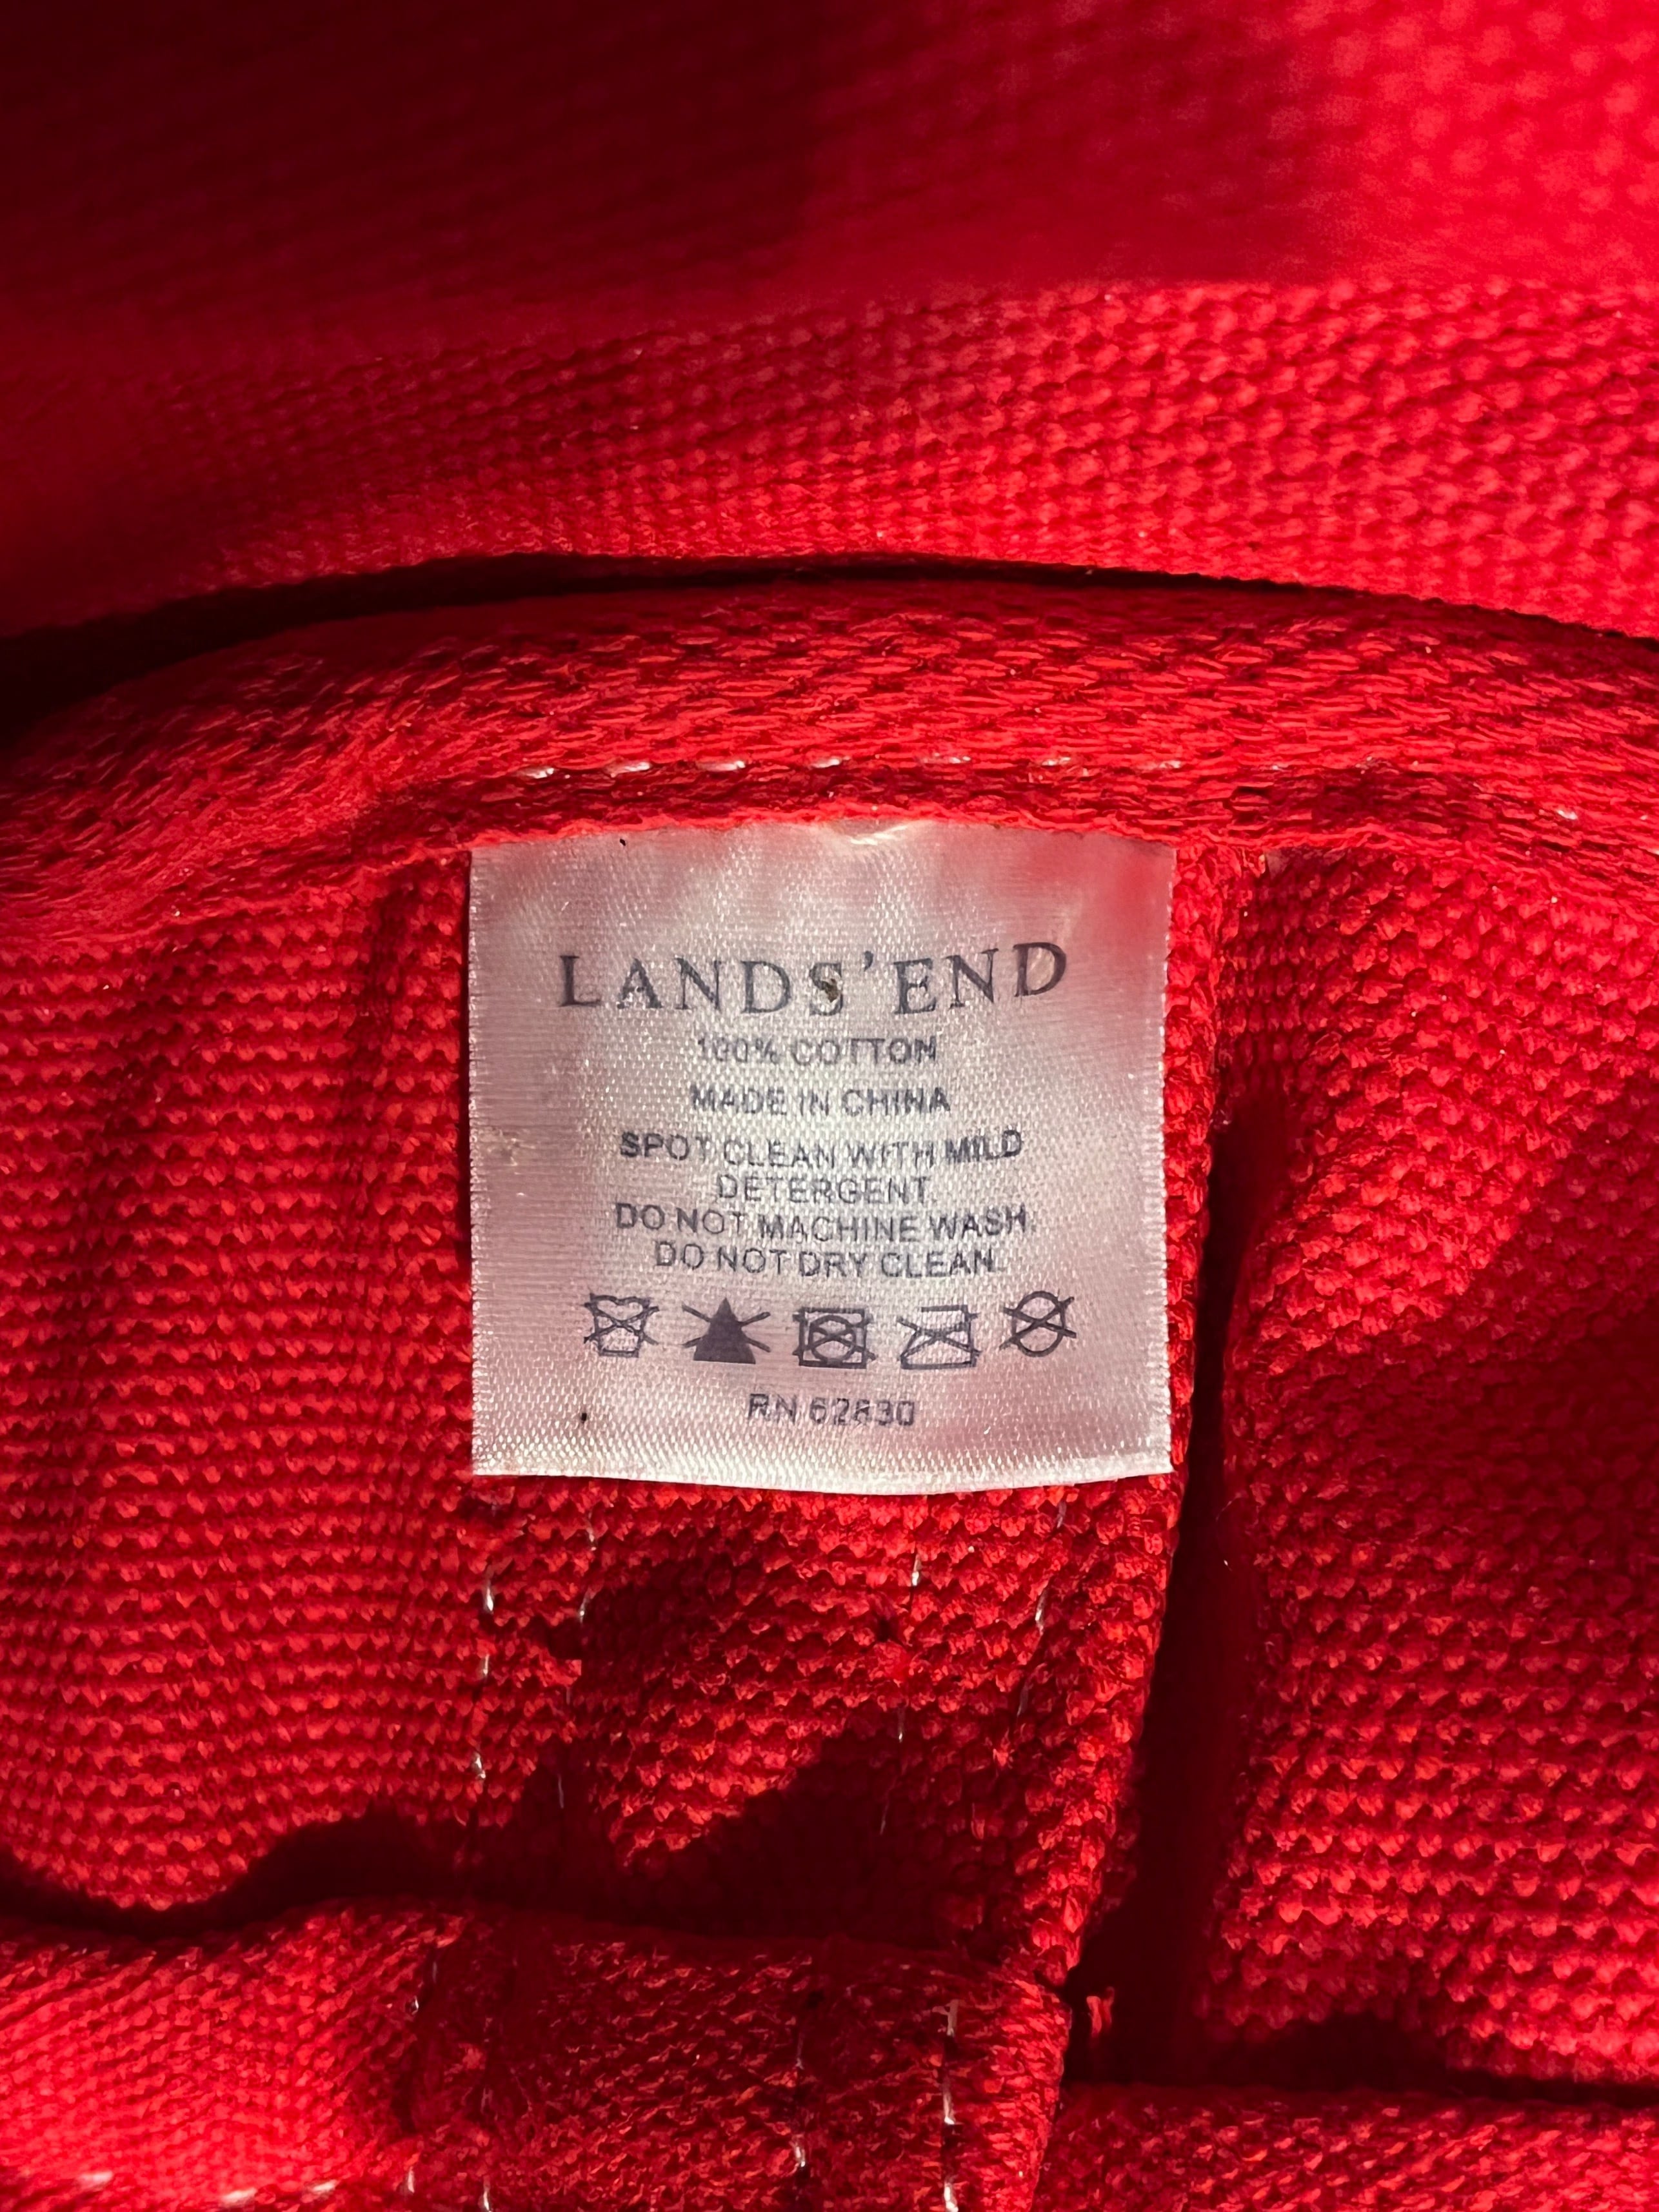 LANDS'END
100% COTTON
MADE IN CHINA
SPOT CLEAN WITH MILD
DETERGENT
DO NOT MACHINE WASH.
DO NOT DRY CLEAN.
RN 62830